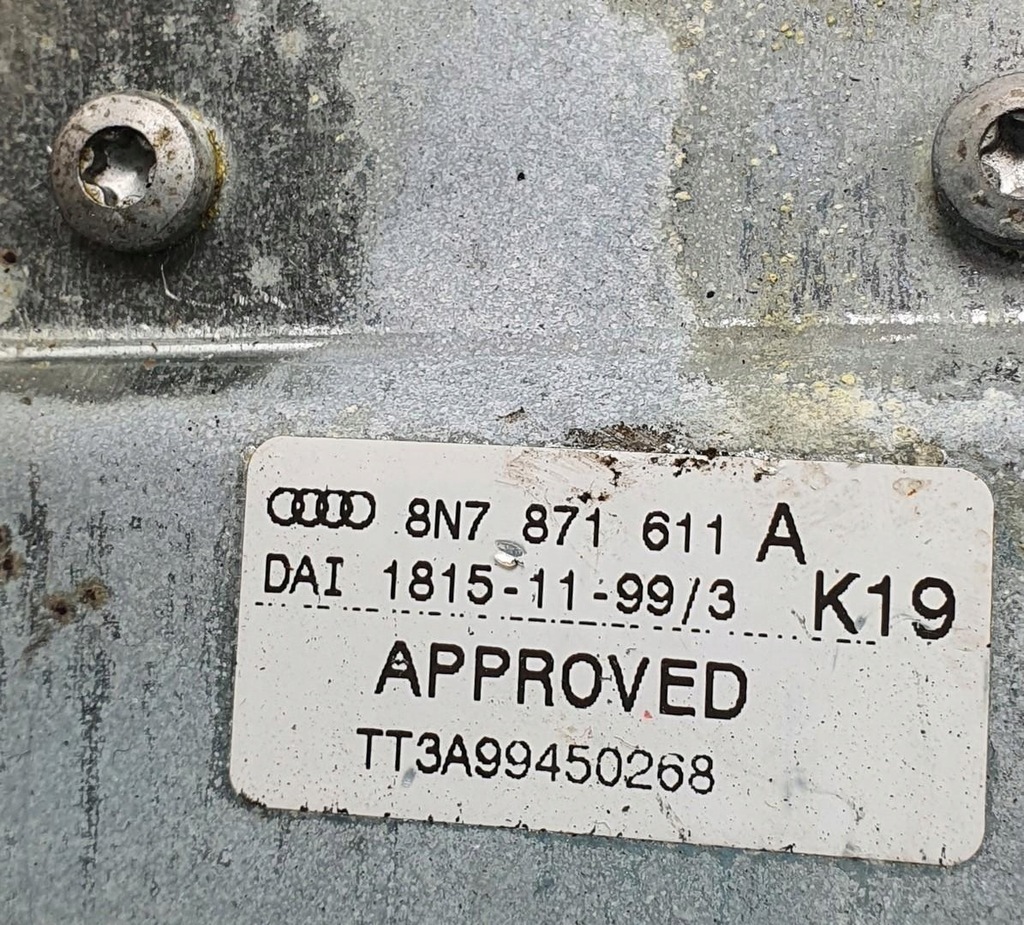 8N7 871 611 A
DAI 1815-11-99/3 K19
APPROVED
TT3A99450268